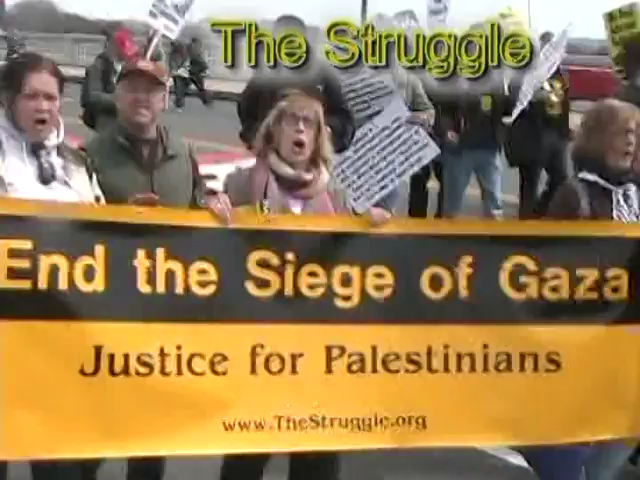 The Struggle
End the Siege of Gaza
Justice for Palestinians
www.TheStruggle.org